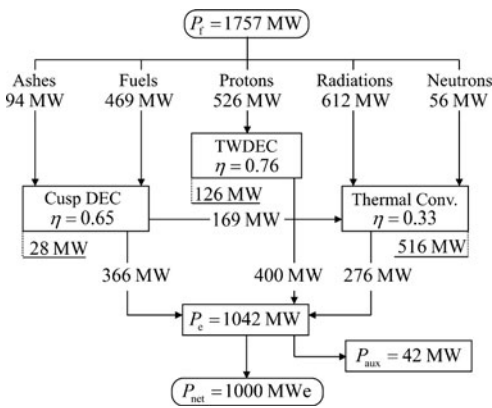 P_f = 1757 MW
Ashes Fuels Protons Radiations Neutrons
94 MW 469 MW 526 MW 612 MW 56 MW
TWDEC
η = 0.76
126 MW
Cusp DEC
η = 0.65
28 MW
169 MW
Thermal Conv.
η = 0.33
516 MW
366 MW 400 MW 276 MW
P_e = 1042 MW
P_aux = 42 MW
P_net = 1000 MWe